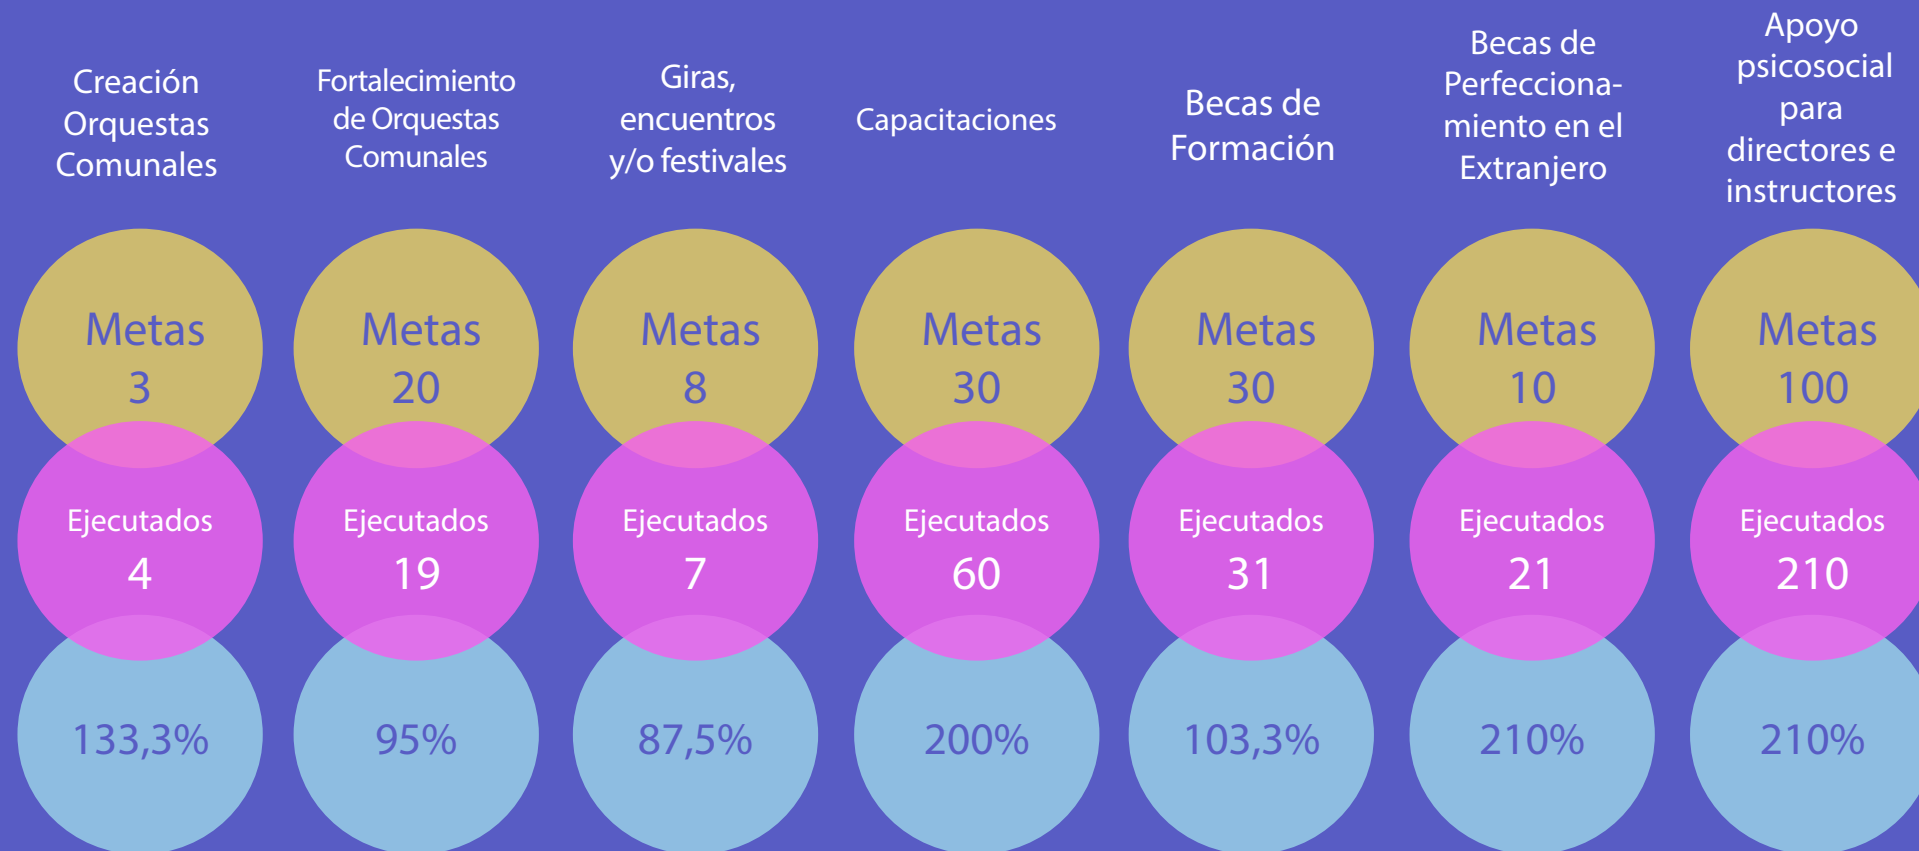 Creación
Orquestas
Comunales
Fortalecimiento
de Orquestas
Comunales
Giras,
encuentros
y/o festivales
Capacitaciones
Becas de
Formación
Becas de
Perfecciona-
miento en el
Extranjero
Apoyo
psicosocial
para
directores e
instructores
Metas
3
Metas
20
Metas
8
Metas
30
Metas
30
Metas
10
Metas
100
Ejecutados
4
Ejecutados
19
Ejecutados
7
Ejecutados
60
Ejecutados
31
Ejecutados
21
Ejecutados
210
133,3%
95%
87,5%
200%
103,3%
210%
210%